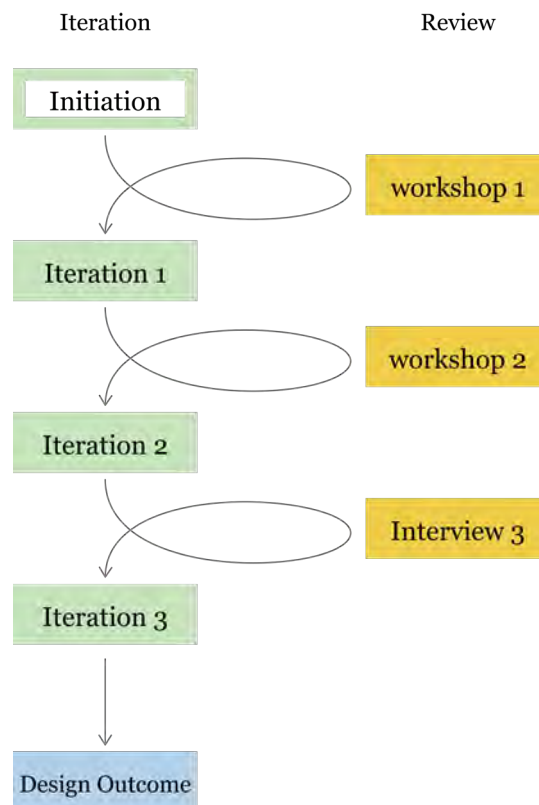 Iteration
Review
Initiation
workshop 1
Iteration 1
workshop 2
Iteration 2
Interview 3
Iteration 3
Design Outcome